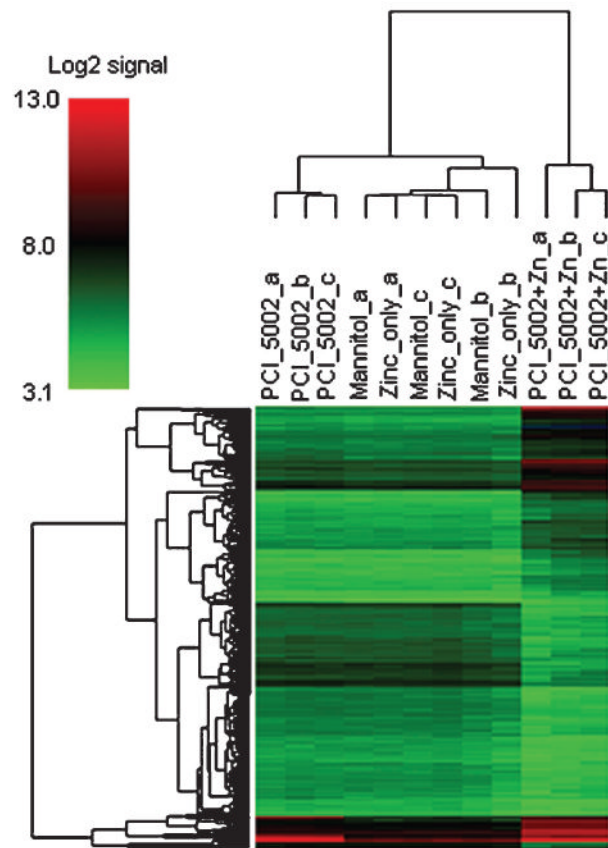 Log2 signal
13.0
8.0
3.1
PCI_5002_a
PCI_5002_b
PCI_5002_c
Mannitol_a
Zinc_only_a
Mannitol_c
Zinc_only_c
Mannitol_b
Zinc_only_b
PCI_5002+Zn_a
PCI_5002+Zn_b
PCI_5002+Zn_c